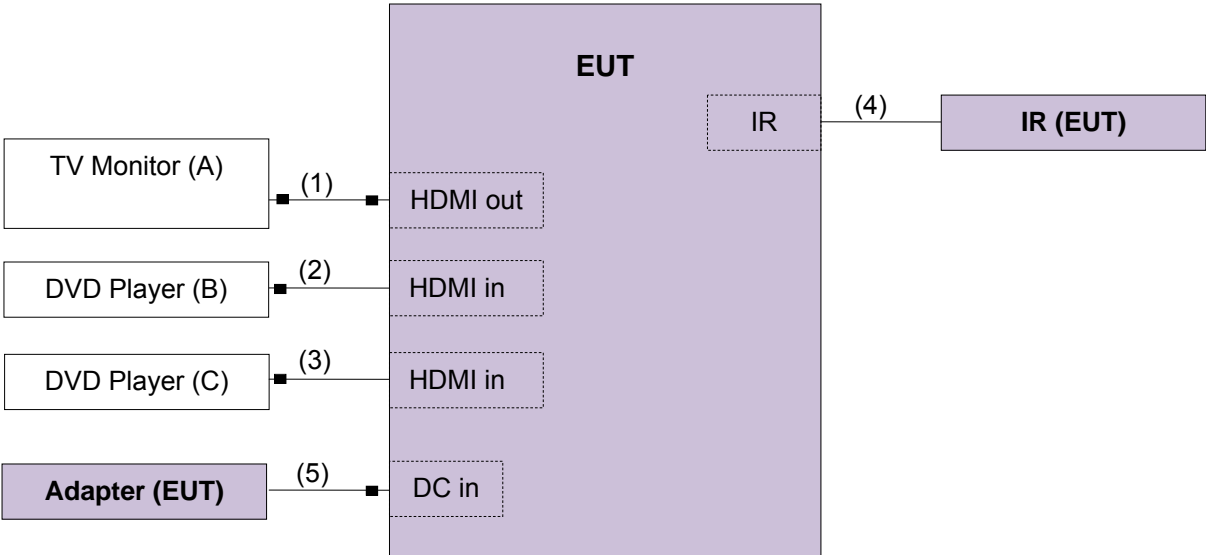 EUT
IR
(4)
IR (EUT)
TV Monitor (A)
(1)
HDMI out
DVD Player (B)
(2)
HDMI in
DVD Player (C)
(3)
HDMI in
Adapter (EUT)
(5)
DC in